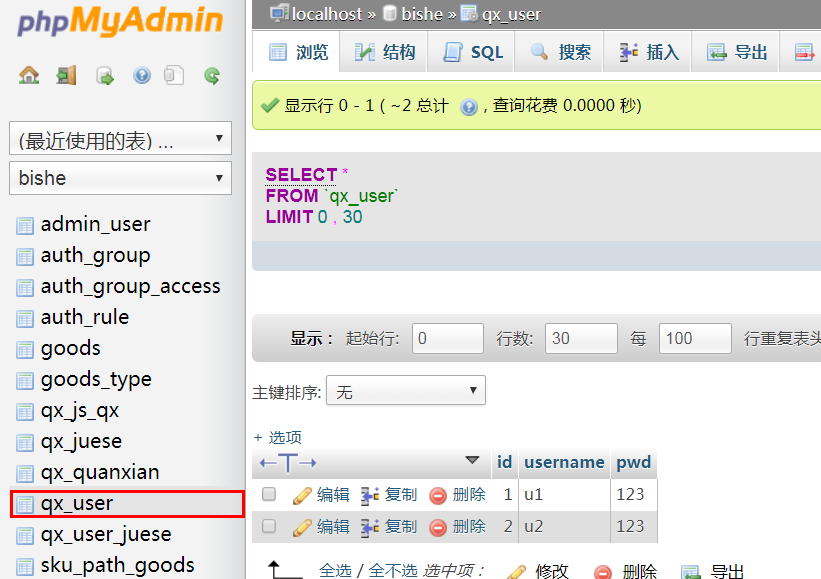 phpMyAdmin
(最近使用的表) ...
bishe
admin_user
auth_group
auth_group_access
auth_rule
goods
goods_type
qx_js_qx
qx_juese
qx_quanxian
qx_user
qx_user_juese
sku_path_goods
localhost » bishe » qx_user
浏览 结构 SQL 搜索 插入 导出
显示行 0 - 1 ( ~2 总计 , 查询花费 0.0000 秒)
SELECT *
FROM `qx_user`
LIMIT 0 , 30
显示 : 起始行: 0 行数: 30 每 100 行重复表头
主键排序: 无
+ 选项
←T→ id username pwd
编辑 复制 删除 1 u1 123
编辑 复制 删除 2 u2 123
全选 / 全不选 选中项 : 修改 删除 导出